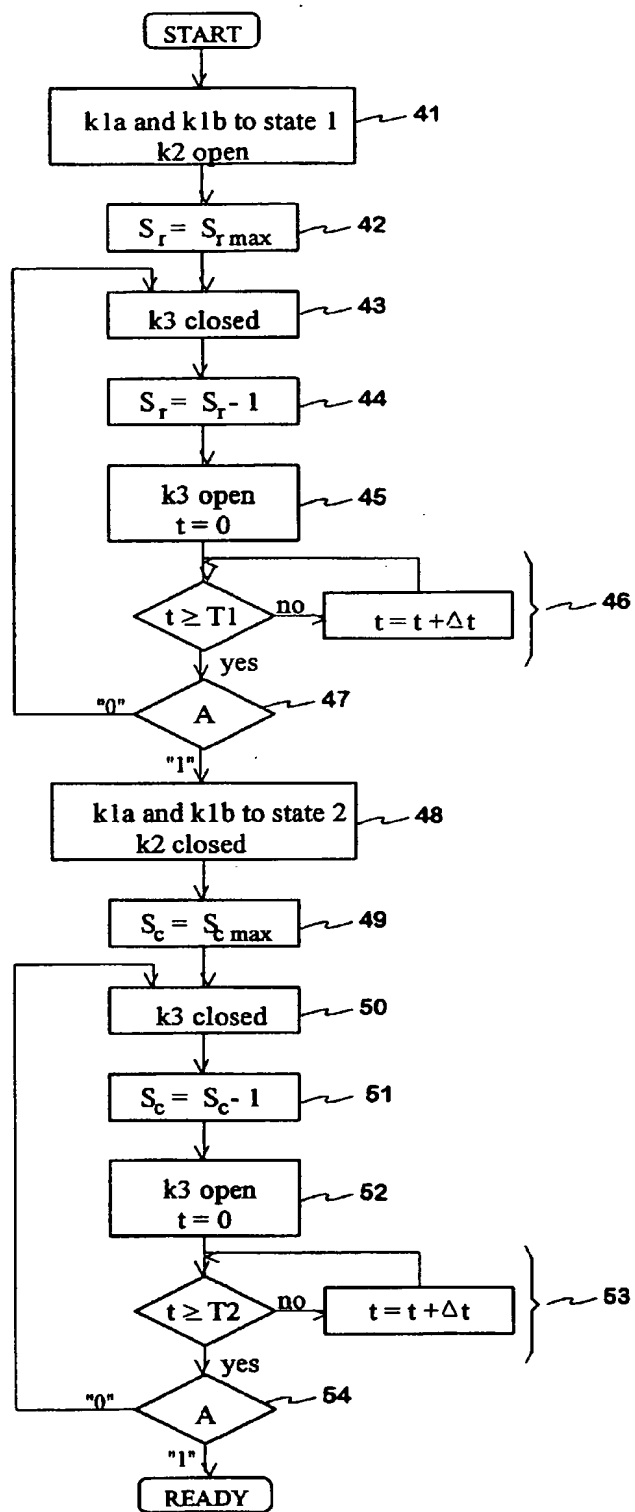 START
k1a and k1b to state 1
k2 open
41
S_r = S_r max
42
k3 closed
43
S_r = S_r - 1
44
k3 open
t = 0
45
t ≥ T1
no
t = t + Δt
46
yes
"0"
A
47
"1"
k1a and k1b to state 2
k2 closed
48
S_c = S_c max
49
k3 closed
50
S_c = S_c - 1
51
k3 open
t = 0
52
t ≥ T2
no
t = t + Δt
53
yes
"0"
A
54
"1"
READY